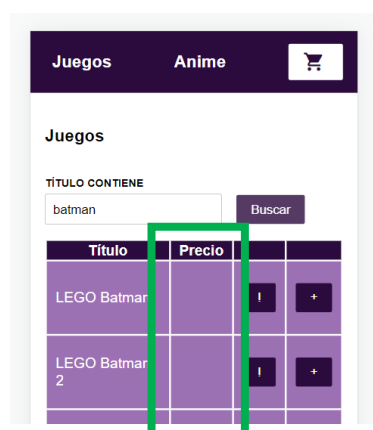 Juegos Anime
Juegos
TÍTULO CONTIENE
batman Buscar
Título Precio
LEGO Batman ! +
LEGO Batman
2 ! +